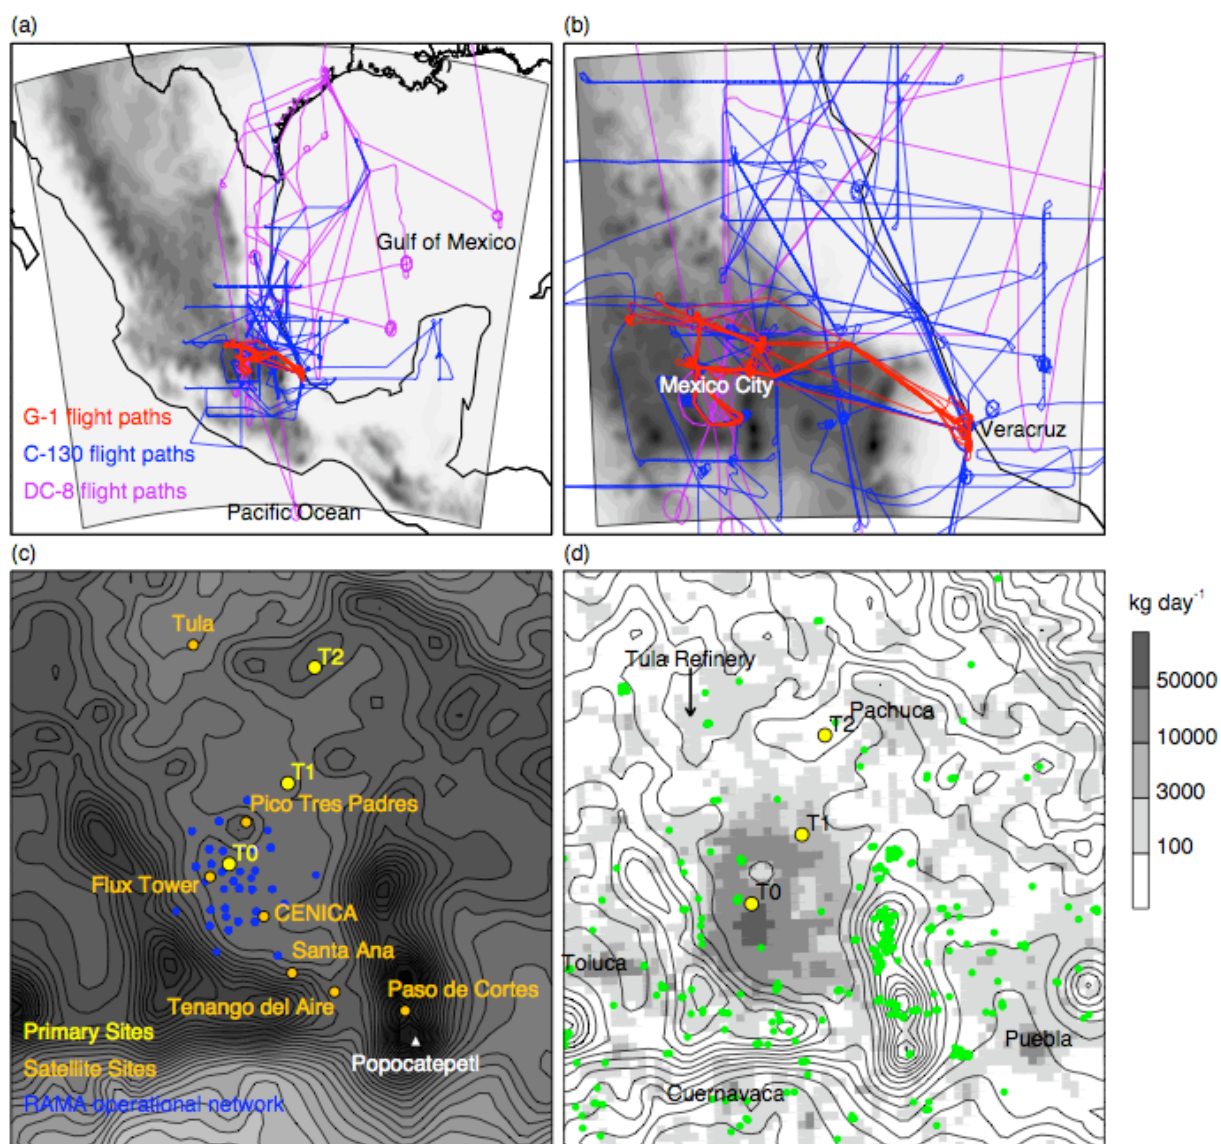 (a)
Gulf of Mexico
G-1 flight paths
C-130 flight paths
DC-8 flight paths
Pacific Ocean
(b)
Mexico City
Veracruz
(c)
Tula
T2
T1
Pico Tres Padres
T0
Flux Tower
CENICA
Santa Ana
Tenango del Aire
Paso de Cortes
Primary Sites
Popocatepetl
Satellite Sites
RAMA operational network
(d)
Tula Refinery
Pachuca
T2
T1
T0
Toluca
Puebla
Cuernavaca
kg day⁻¹
50000
10000
3000
100